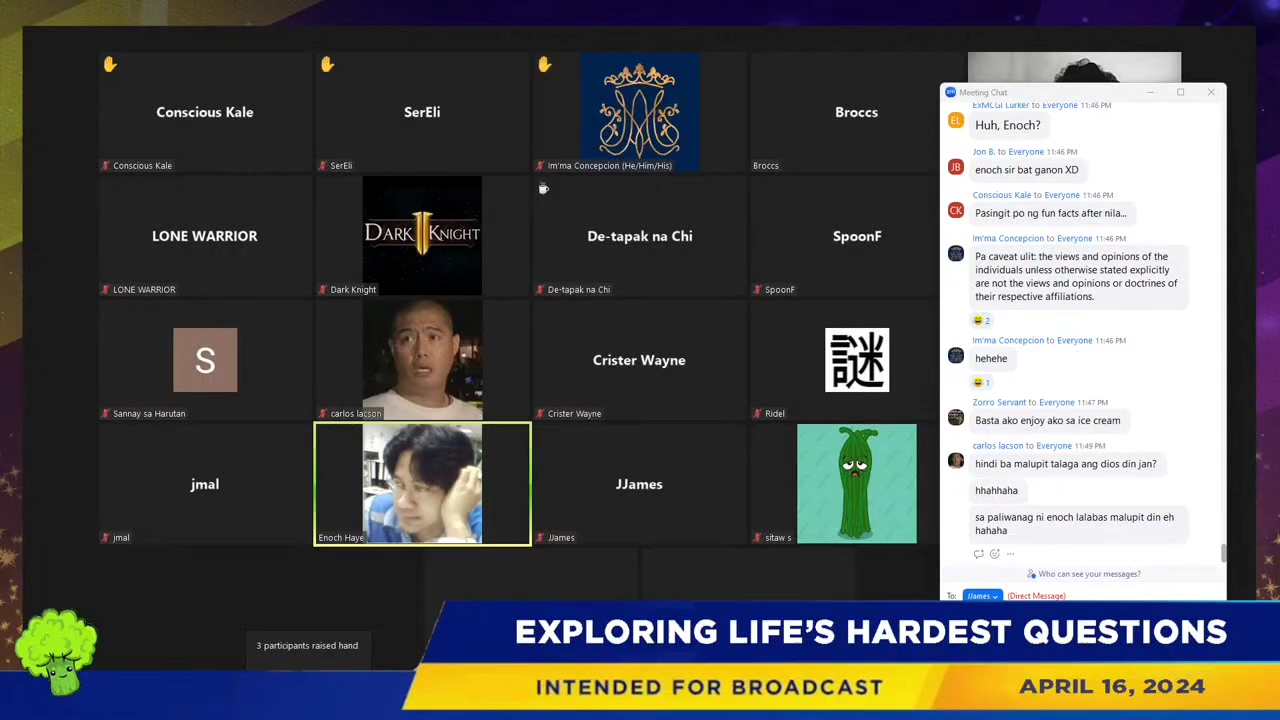 Conscious Kale
Conscious Kale
SerEli
SerEli
Im'ma Concepcion (He/Him/His)
Broccs
Broccs
LONE WARRIOR
LONE WARRIOR
DARK KNIGHT
Dark Knight
De-tapak na Chi
De-tapak na Chi
SpoonF
SpoonF
S
Sannay sa Harutan
carlos lacson
Crister Wayne
Crister Wayne
謎
Ridel
jmal
jmal
Enoch Haye
JJames
JJames
sitaw s
3 participants raised hand
zm Meeting Chat
ExMCGI Lurker to Everyone 11:46 PM
EL
Huh, Enoch?
Jon B. to Everyone 11:46 PM
JB
enoch sir bat ganon XD
Conscious Kale to Everyone 11:46 PM
CK
Pasingit po ng fun facts after nila...
Im'ma Concepcion to Everyone 11:46 PM
Pa caveat ulit: the views and opinions of the
individuals unless otherwise stated explicitly
are not the views and opinions or doctrines of
their respective affiliations.
2
Im'ma Concepcion to Everyone 11:46 PM
hehehe
1
Zorro Servant to Everyone 11:47 PM
Basta ako enjoy ako sa ice cream
carlos lacson to Everyone 11:49 PM
hindi ba malupit talaga ang dios din jan?
hhahhaha
sa paliwanag ni enoch lalabas malupit din eh
hahaha
Who can see your messages?
To: JJames (Direct Message)
EXPLORING LIFE'S HARDEST QUESTIONS
INTENDED FOR BROADCAST
APRIL 16, 2024